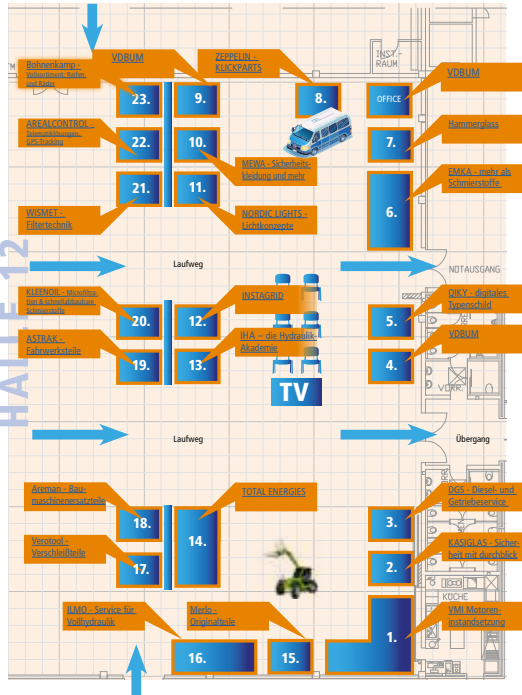 INST.-
RAUM
Bohnenkamp -
Vollsortiment: Reifen
und Räder
VDBUM
ZEPPELIN -
KLICKPARTS
VDBUM
23.
9.
8.
OFFICE
AREALCONTROL -
Telematiklösungen,
GPS-Tracking
Hammerglass
22.
10.
7.
MEWA - Sicherheits-
kleidung und mehr
EMKA - mehr als
Schmierstoffe
21.
11.
6.
WISMET -
Filtertechnik
NORDIC LIGHTS -
Lichtkonzepte
HALLE 12
Laufweg
NOTAUSGANG
KLEENOIL - Microfiltra-
tion & schnellabbaubare
Schmierstoffe
INSTAGRID
QIKY - digitales
Typenschild
20.
12.
5.
ASTRAK -
Fahrwerksteile
IHA – die Hydraulik-
Akademie
VDBUM
19.
13.
4.
TV
VORR.
Laufweg
Übergang
Areman - Bau-
maschinenersatzteile
TOTAL ENERGIES
DGS - Diesel- und
Getriebeservice
18.
14.
3.
Verotool -
Verschleißteile
KASIGLAS - Sicher-
heit mit durchblick
17.
2.
KÜCHE
ILMO - Service für
Vollhydraulik
Merlo -
Originalteile
VMI Motoren-
instandsetzung
16.
15.
1.